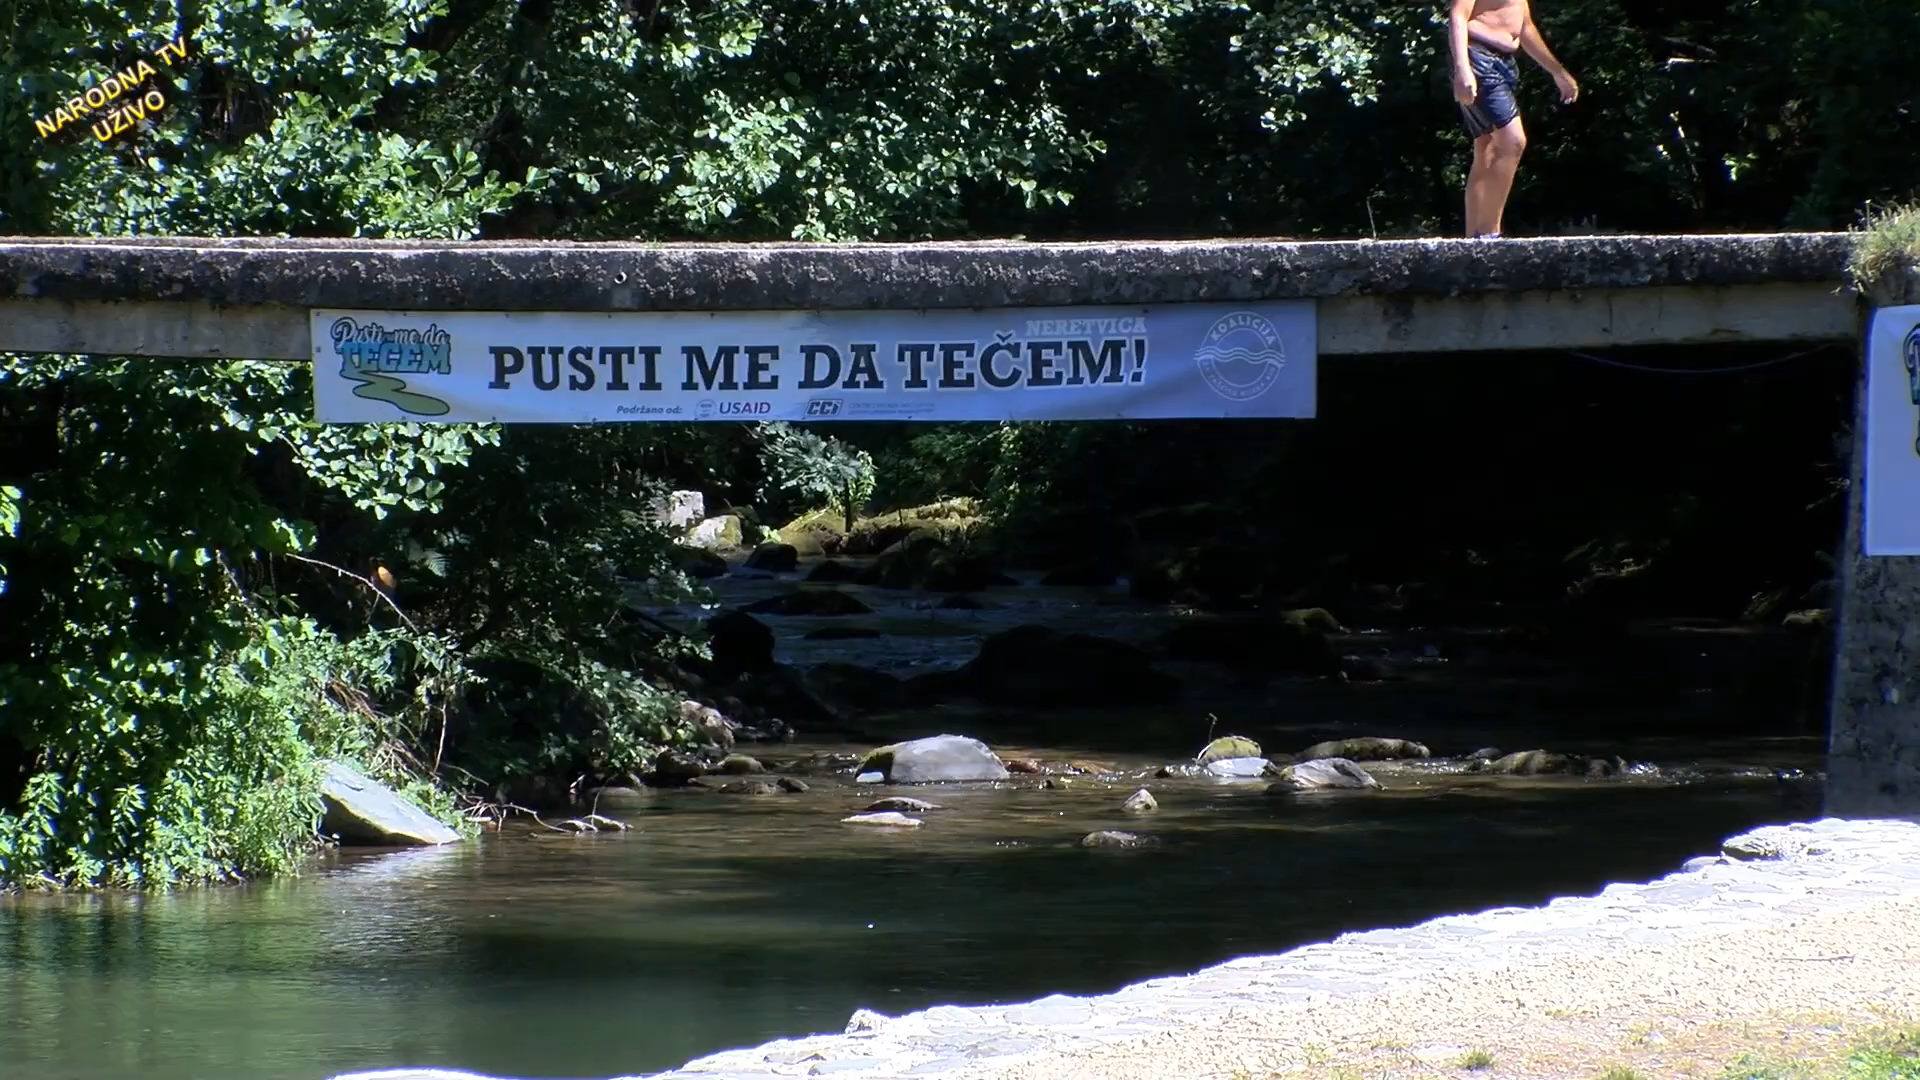 NARODNA TV
UŽIVO
Pusti me da
TEČEM
NERETVICA
PUSTI ME DA TEČEM!
KOALICIJA
Podržano od:
USAID
CCI